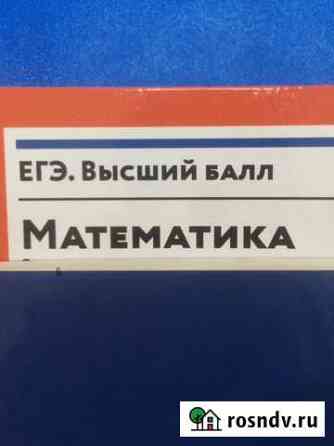 ЕГЭ. Высший балл
Математика
rosndv.ru